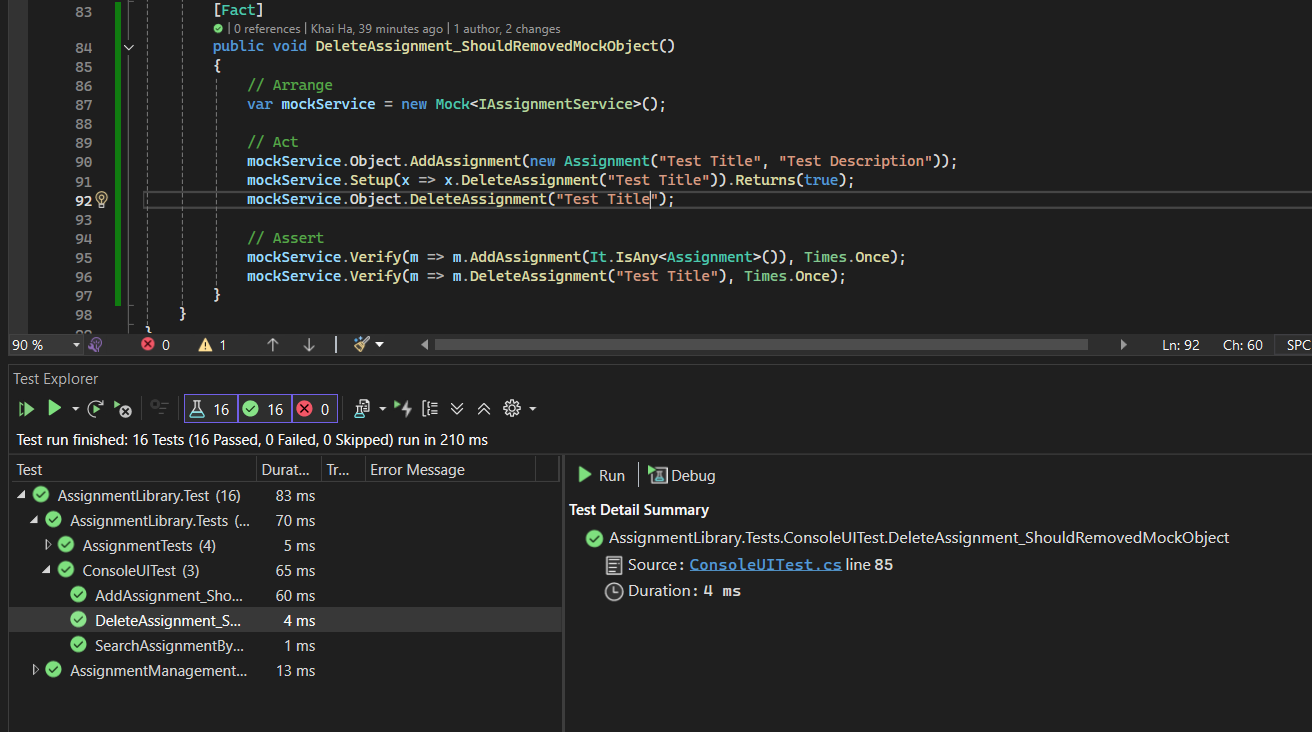 83 [Fact]
| 0 references | Khai Ha, 39 minutes ago | 1 author, 2 changes
84 public void DeleteAssignment_ShouldRemovedMockObject()
85 {
86 // Arrange
87 var mockService = new Mock<IAssignmentService>();
88
89 // Act
90 mockService.Object.AddAssignment(new Assignment("Test Title", "Test Description"));
91 mockService.Setup(x => x.DeleteAssignment("Test Title")).Returns(true);
92 mockService.Object.DeleteAssignment("Test Title");
93
94 // Assert
95 mockService.Verify(m => m.AddAssignment(It.IsAny<Assignment>()), Times.Once);
96 mockService.Verify(m => m.DeleteAssignment("Test Title"), Times.Once);
97 }
98 }
99 }
90 % 0 1 Ln: 92 Ch: 60 SPC
Test Explorer
16 16 0
Test run finished: 16 Tests (16 Passed, 0 Failed, 0 Skipped) run in 210 ms
Test Durat... Tr... Error Message
AssignmentLibrary.Test (16) 83 ms
AssignmentLibrary.Tests (... 70 ms
AssignmentTests (4) 5 ms
ConsoleUITest (3) 65 ms
AddAssignment_Sho... 60 ms
DeleteAssignment_S... 4 ms
SearchAssignmentBy... 1 ms
AssignmentManagement... 13 ms
Run Debug
Test Detail Summary
AssignmentLibrary.Tests.ConsoleUITest.DeleteAssignment_ShouldRemovedMockObject
Source: ConsoleUITest.cs line 85
Duration: 4 ms